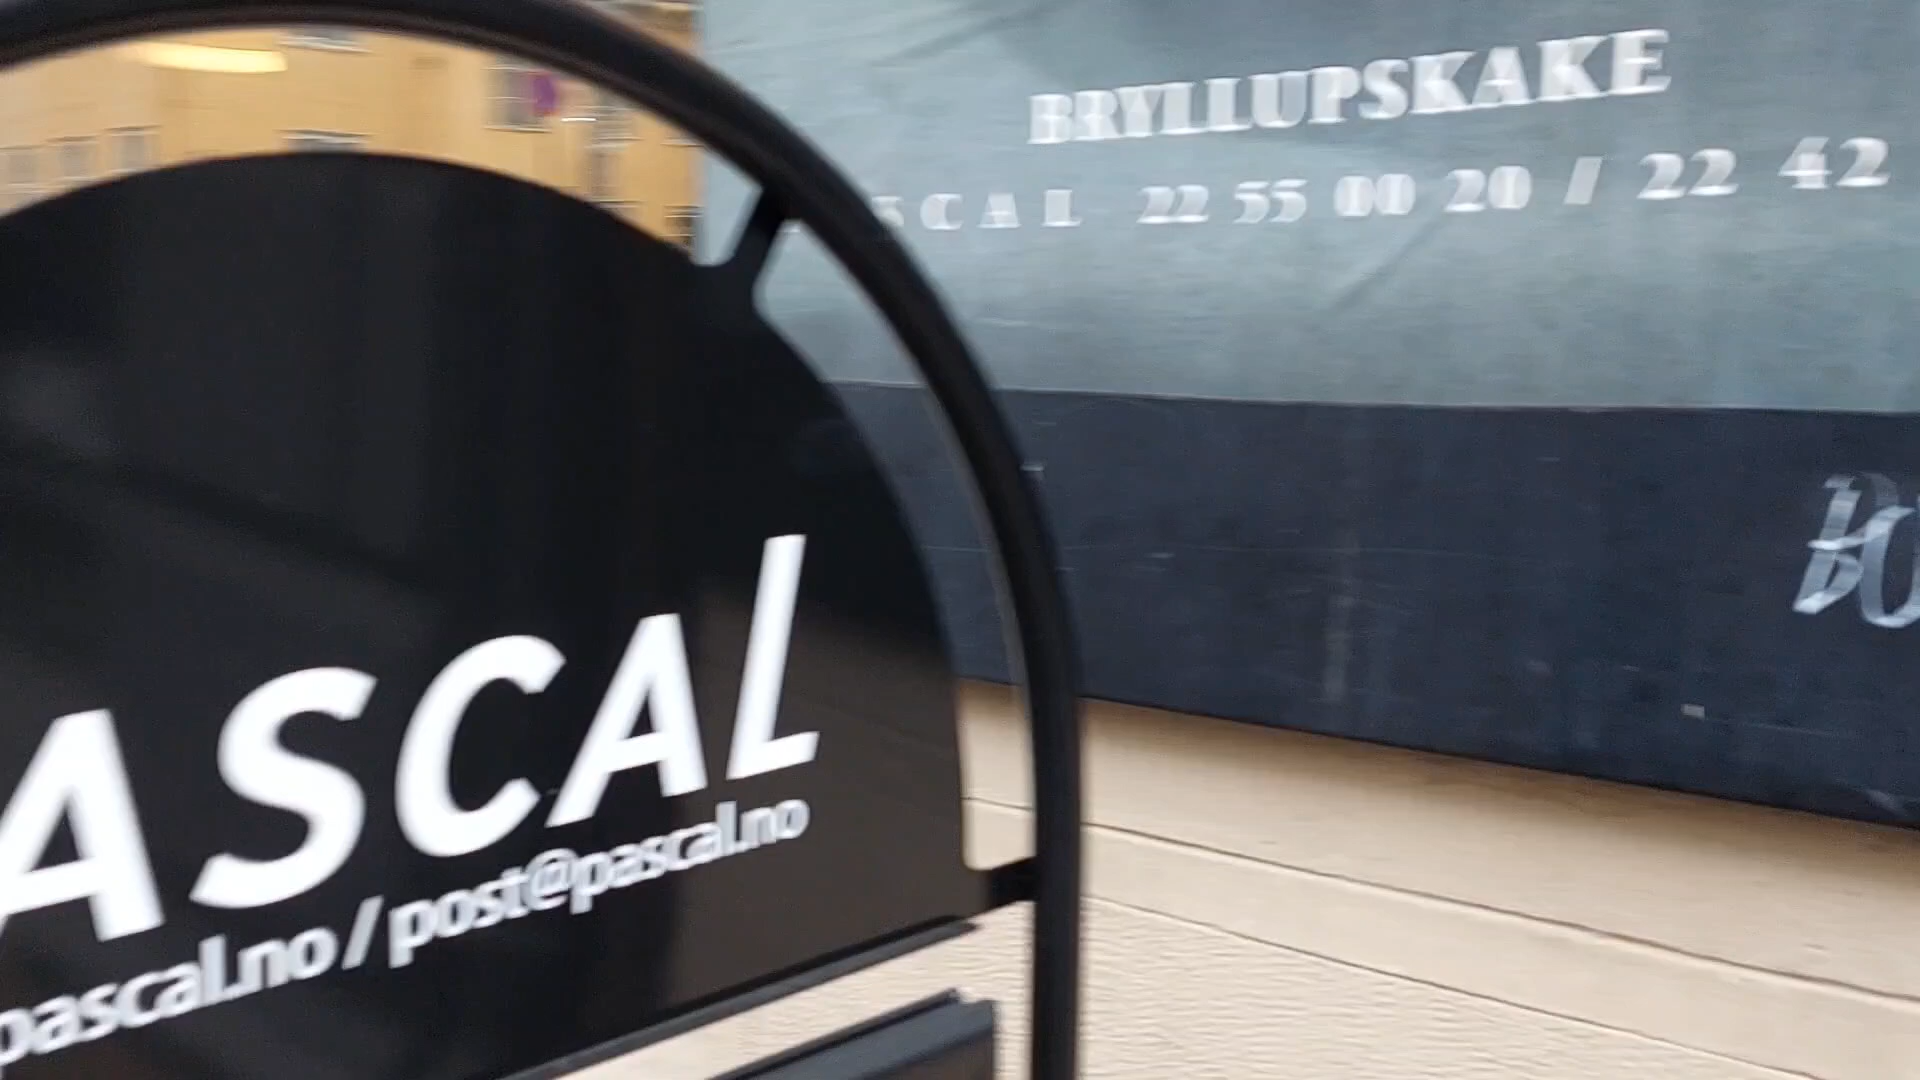 BRYLLUPSKAKE
SCAL 22 55 00 20 / 22 42
ASCAL
pascal.no / post@pascal.no